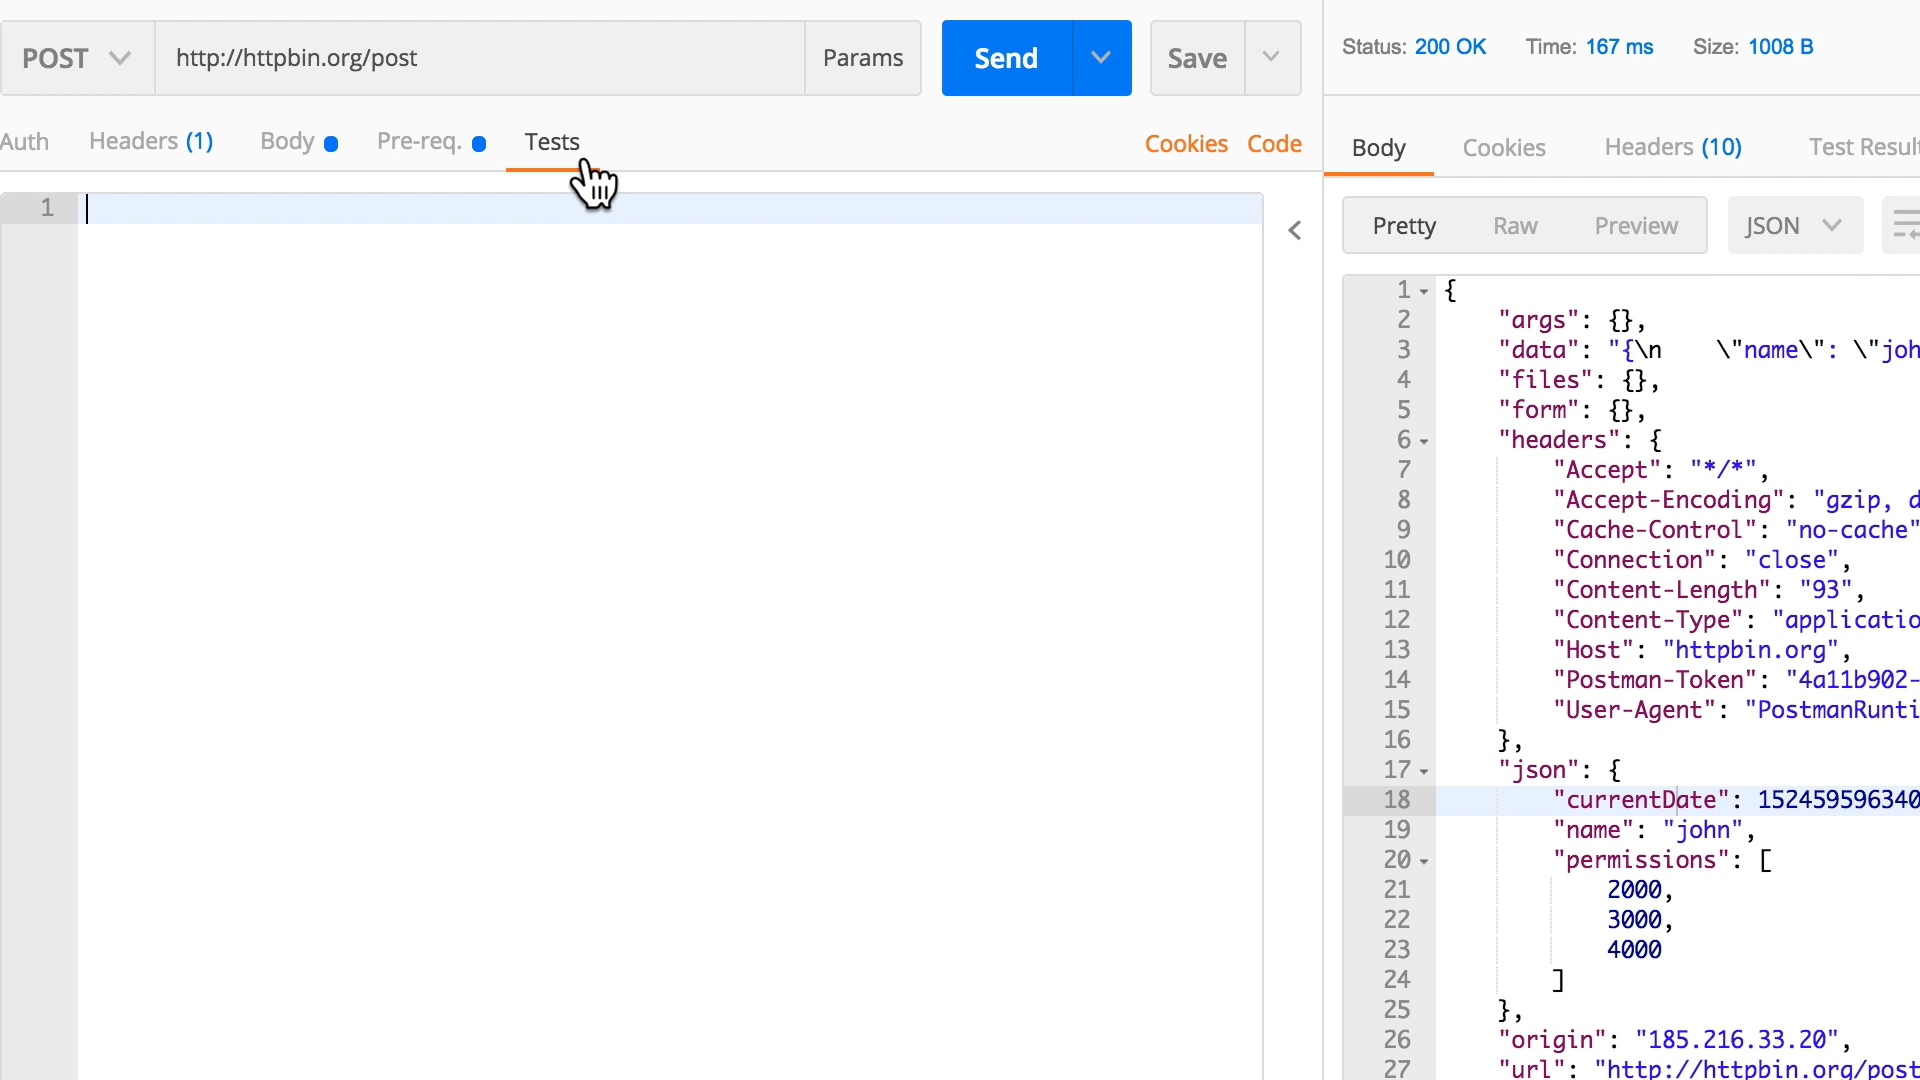 POST http://httpbin.org/post Params Send Save
Status: 200 OK Time: 167 ms Size: 1008 B
Auth Headers (1) Body Pre-req. Tests Cookies Code
Body Cookies Headers (10) Test
Pretty Raw Preview JSON
1
1 {
2 "args": {},
3 "data": "{\n \"name\": \"joh
4 "files": {},
5 "form": {},
6 "headers": {
7 "Accept": "*/*",
8 "Accept-Encoding": "gzip, d
9 "Cache-Control": "no-cache"
10 "Connection": "close",
11 "Content-Length": "93",
12 "Content-Type": "applicatio
13 "Host": "httpbin.org",
14 "Postman-Token": "4a11b902-
15 "User-Agent": "PostmanRunti
16 },
17 "json": {
18 "currentDate": 152459596340
19 "name": "john",
20 "permissions": [
21 2000,
22 3000,
23 4000
24 ]
25 },
26 "origin": "185.216.33.20",
27 "url": "http://httpbin.org/post